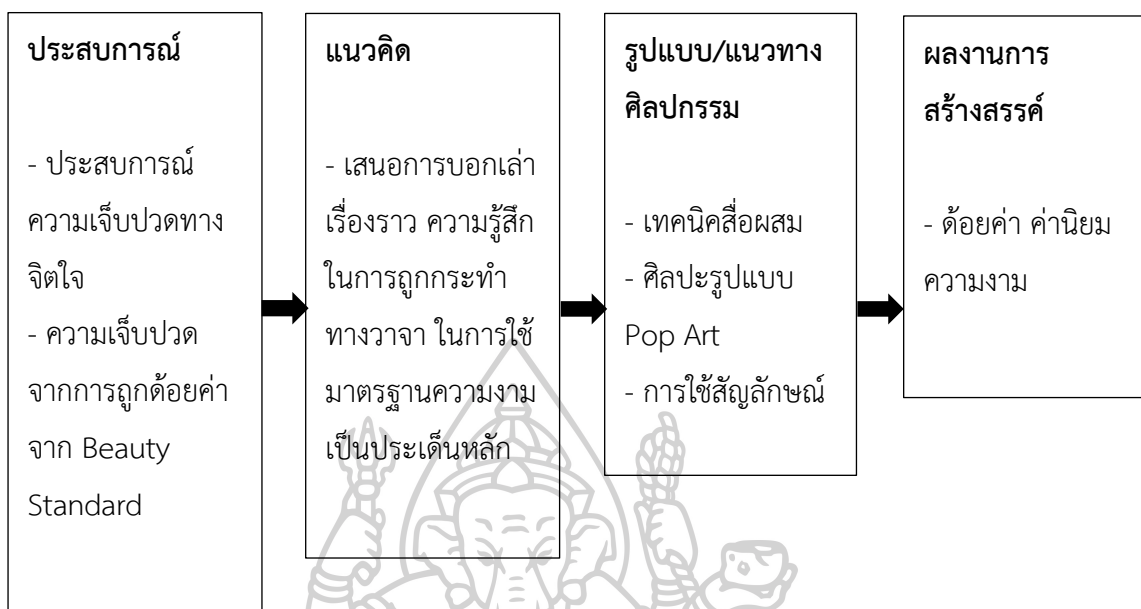 ประสบการณ์
- ประสบการณ์
ความเจ็บปวดทาง
จิตใจ
- ความเจ็บปวด
จากการถูกด้อยค่า
จาก Beauty
Standard
แนวคิด
- เสนอการบอกเล่า
เรื่องราว ความรู้สึก
ในการถูกกระทำ
ทางวาจา ในการใช้
มาตรฐานความงาม
เป็นประเด็นหลัก
รูปแบบ/แนวทาง
ศิลปกรรม
- เทคนิคสื่อผสม
- ศิลปะรูปแบบ
Pop Art
- การใช้สัญลักษณ์
ผลงานการ
สร้างสรรค์
- ด้อยค่า ค่านิยม
ความงาม